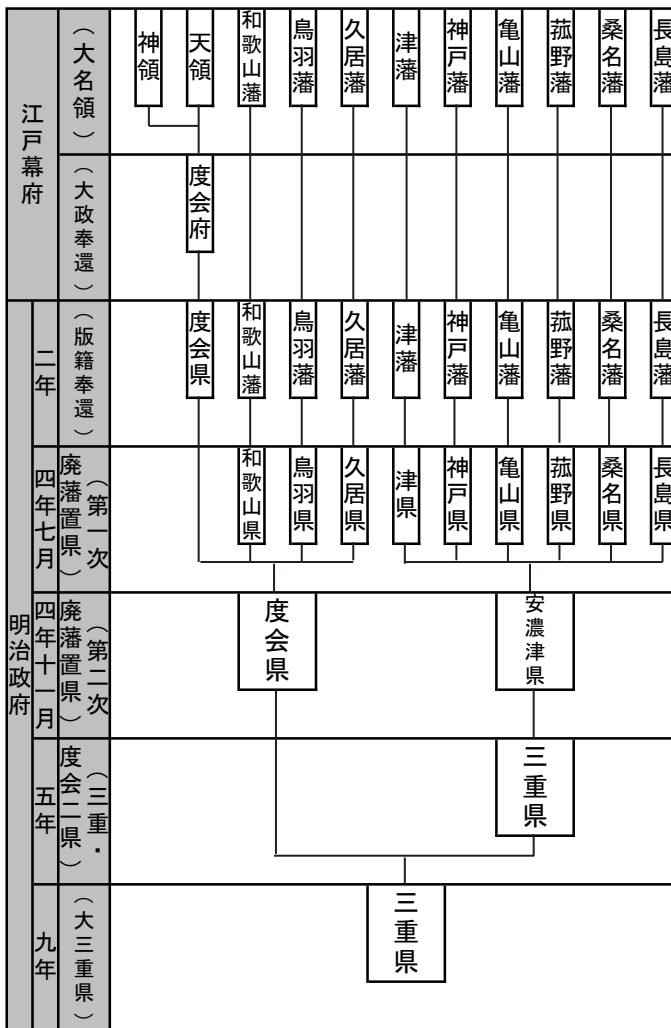 江戸幕府
（大名領）
神領
天領
和歌山藩
鳥羽藩
久居藩
津藩
神戸藩
亀山藩
菰野藩
桑名藩
長島藩
（大政奉還）
度会府
明治政府
二年
（版籍奉還）
度会県
和歌山藩
鳥羽藩
久居藩
津藩
神戸藩
亀山藩
菰野藩
桑名藩
長島藩
四年七月
（第一次
廃藩置県）
和歌山県
鳥羽県
久居県
津県
神戸県
亀山県
菰野県
桑名県
長島県
四年十一月
（第二次
廃藩置県）
度会県
安濃津県
五年
（三重・
度会二県）
三重県
九年
（大三重県）
三重県